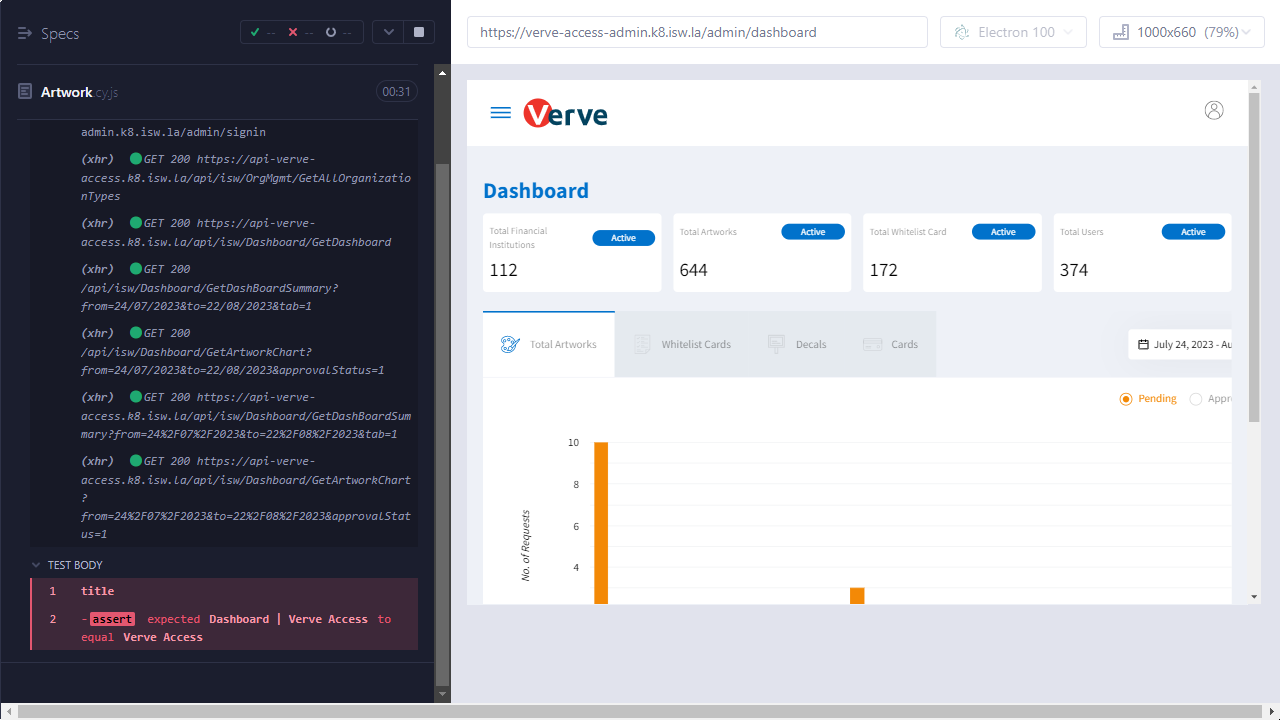 Specs
--
--
--
https://verve-access-admin.k8.isw.la/admin/dashboard
Electron 100
1000x660 (79%)
Artwork cy.js
00:31
admin.k8.isw.la/admin/signin
(xhr) GET 200 https://api-verve-
access.k8.isw.la/api/isw/OrgMgmt/GetAllOrganizatio
nTypes
(xhr) GET 200 https://api-verve-
access.k8.isw.la/api/isw/Dashboard/GetDashboard
(xhr) GET 200
/api/isw/Dashboard/GetDashBoardSummary?
from=24/07/2023&to=22/08/2023&tab=1
(xhr) GET 200
/api/isw/Dashboard/GetArtworkChart?
from=24/07/2023&to=22/08/2023&approvalStatus=1
(xhr) GET 200 https://api-verve-
access.k8.isw.la/api/isw/Dashboard/GetDashBoardSum
mary?from=24%2F07%2F2023&to=22%2F08%2F2023&tab=1
(xhr) GET 200 https://api-verve-
access.k8.isw.la/api/isw/Dashboard/GetArtworkChart
?
from=24%2F07%2F2023&to=22%2F08%2F2023&approvalStat
us=1
TEST BODY
1 title
2 -assert expected Dashboard | Verve Access to
equal Verve Access
Verve
Dashboard
Total Financial
Institutions
Active
112
Total Artworks
Active
644
Total Whitelist Card
Active
172
Total Users
Active
374
Total Artworks
Whitelist Cards
Decals
Cards
July 24, 2023 - Au
Pending
Appro
10
8
6
4
No. of Requests